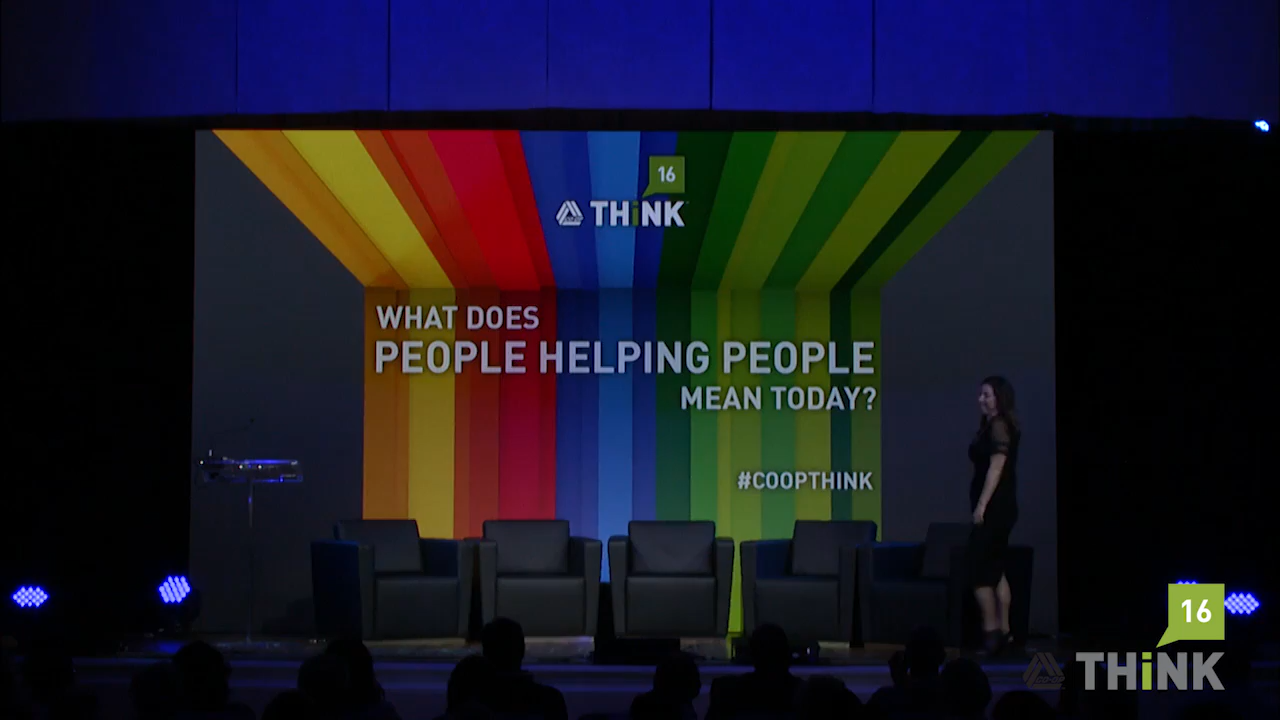 16
THiNK
WHAT DOES
PEOPLE HELPING PEOPLE
MEAN TODAY?
#COOPTHINK
16
THiNK